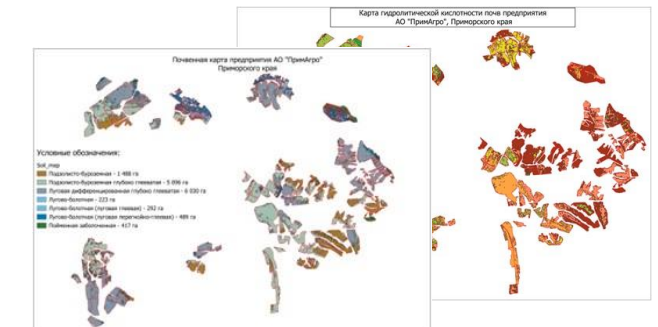 Карта гидролитической кислотности почв предприятия
АО "ПримАгро", Приморского края
Почвенная карта предприятия АО "ПримАгро"
Приморского края
Условные обозначения:
Soil_map
Подзолисто-буроземная - 1 488 га
Подзолисто-буроземная глубоко глееватая - 5 896 га
Луговая дифференцированная глубоко глееватая - 6 030 га
Лугово-болотная - 223 га
Лугово-болотная (луговая глеевая) - 292 га
Лугово-болотная (луговая перегнойно-глеевая) - 489 га
Пойменная заболоченная - 417 га